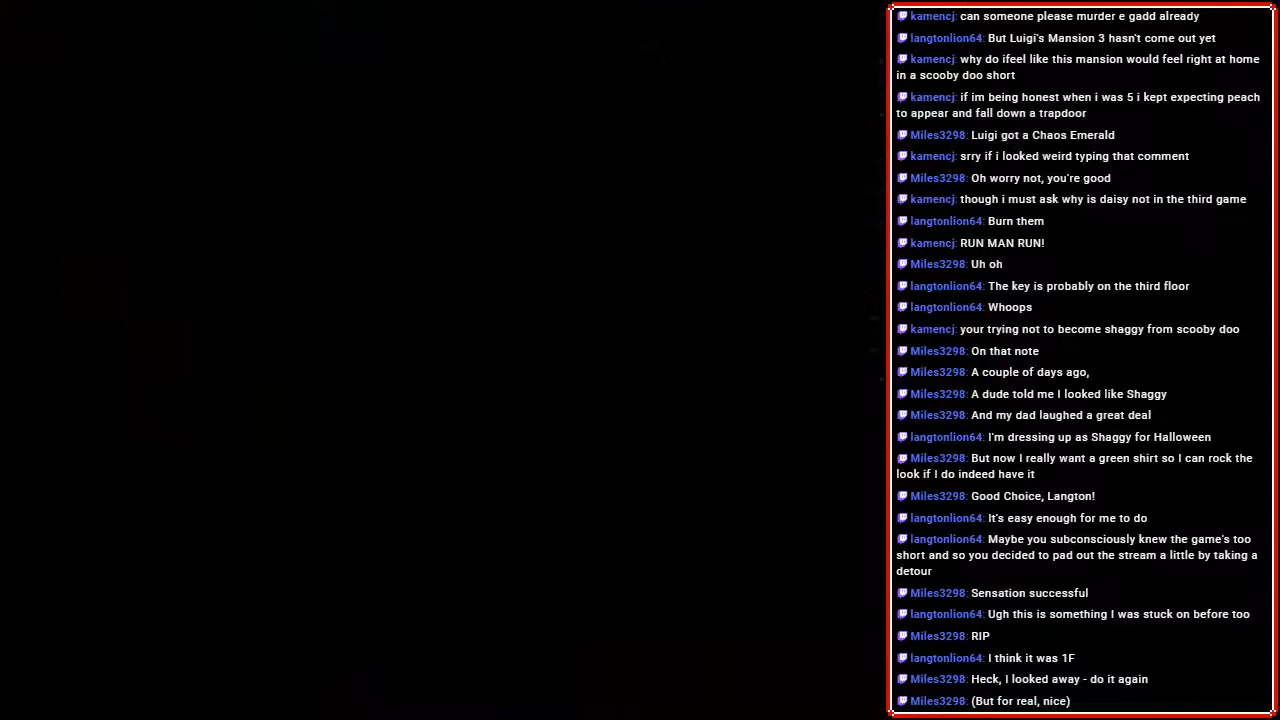 kamencj: can someone please murder e gadd already
langtonlion64: But Luigi's Mansion 3 hasn't come out yet
kamencj: why do ifeel like this mansion would feel right at home
in a scooby doo short
kamencj: if im being honest when i was 5 i kept expecting peach
to appear and fall down a trapdoor
Miles3298: Luigi got a Chaos Emerald
kamencj: srry if i looked weird typing that comment
Miles3298: Oh worry not, you're good
kamencj: though i must ask why is daisy not in the third game
langtonlion64: Burn them
kamencj: RUN MAN RUN!
Miles3298: Uh oh
langtonlion64: The key is probably on the third floor
langtonlion64: Whoops
kamencj: your trying not to become shaggy from scooby doo
Miles3298: On that note
Miles3298: A couple of days ago,
Miles3298: A dude told me I looked like Shaggy
Miles3298: And my dad laughed a great deal
langtonlion64: I'm dressing up as Shaggy for Halloween
Miles3298: But now I really want a green shirt so I can rock the
look if I do indeed have it
Miles3298: Good Choice, Langton!
langtonlion64: It's easy enough for me to do
langtonlion64: Maybe you subconsciously knew the game's too
short and so you decided to pad out the stream a little by taking a
detour
Miles3298: Sensation successful
langtonlion64: Ugh this is something I was stuck on before too
Miles3298: RIP
langtonlion64: I think it was 1F
Miles3298: Heck, I looked away - do it again
Miles3298: (But for real, nice)